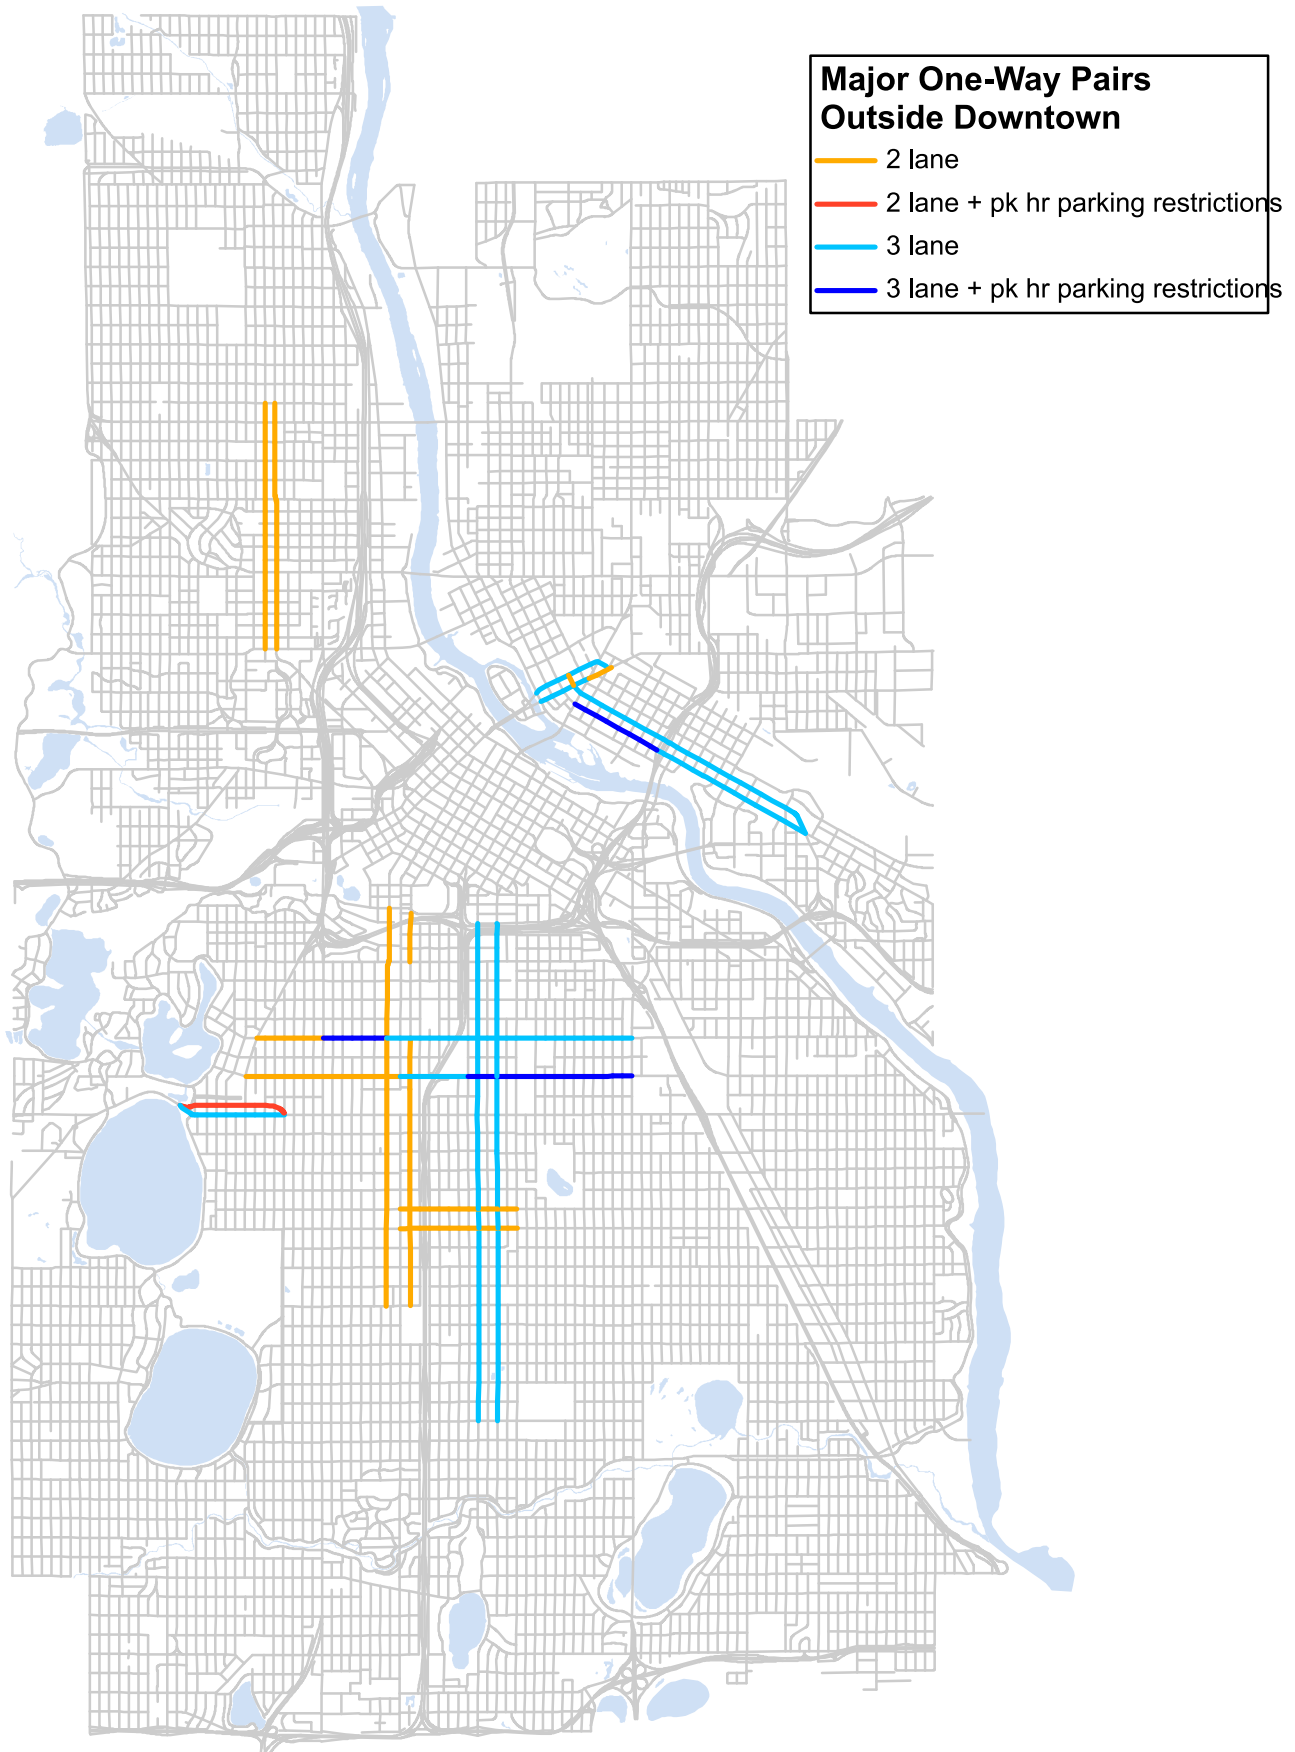 Major One-Way Pairs
Outside Downtown
2 lane
2 lane + pk hr parking restrictions
3 lane
3 lane + pk hr parking restrictions